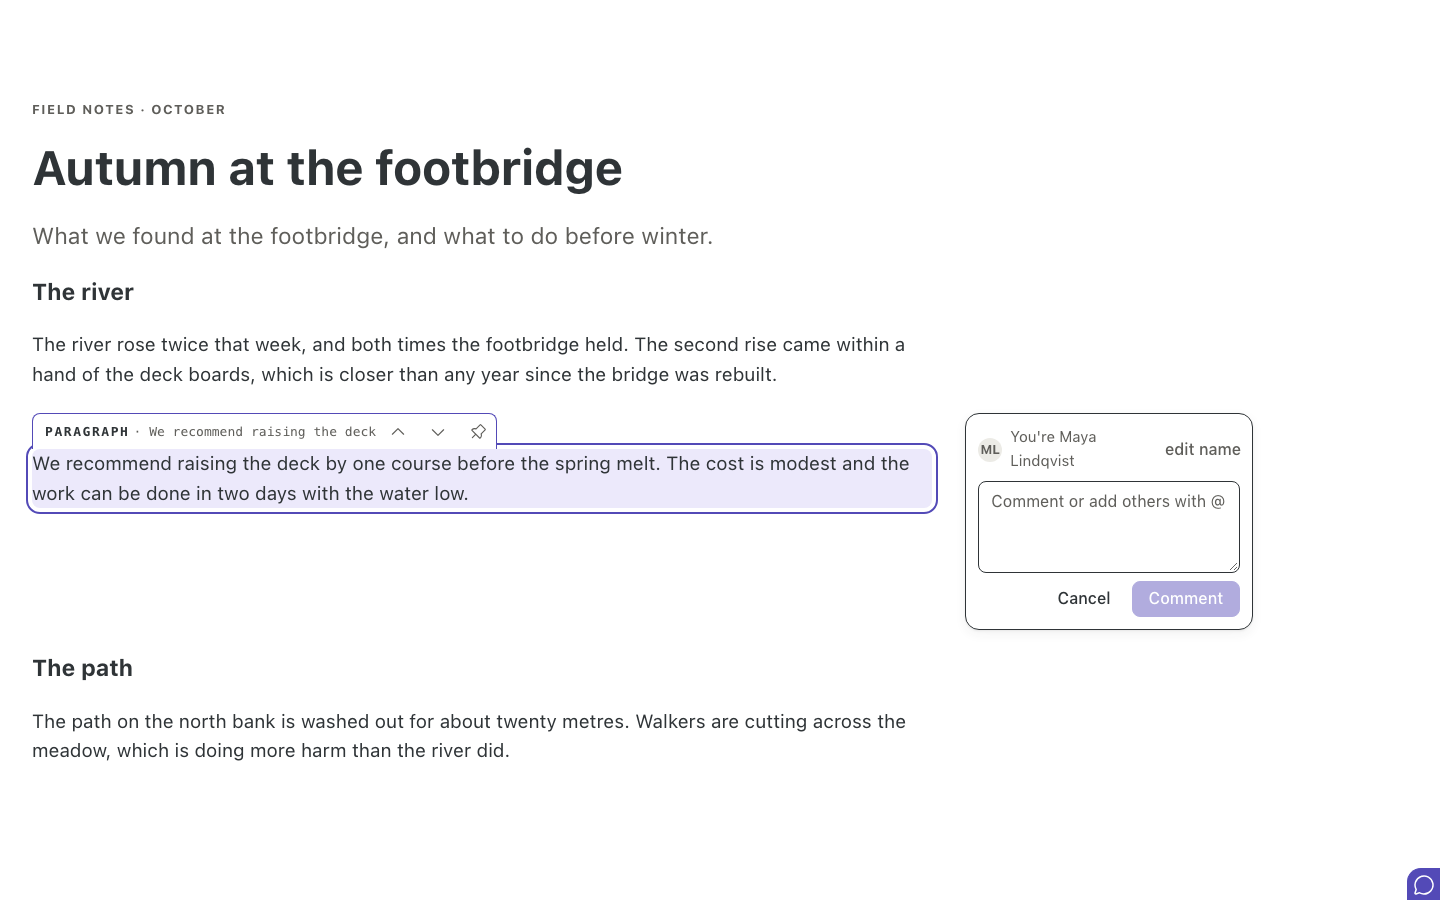 FIELD NOTES · OCTOBER
Autumn at the footbridge
What we found at the footbridge, and what to do before winter.
The river
The river rose twice that week, and both times the footbridge held. The second rise came within a
hand of the deck boards, which is closer than any year since the bridge was rebuilt.
PARAGRAPH · We recommend raising the deck
We recommend raising the deck by one course before the spring melt. The cost is modest and the
work can be done in two days with the water low.
ML
You're Maya
Lindqvist
edit name
Comment or add others with @
Cancel
Comment
The path
The path on the north bank is washed out for about twenty metres. Walkers are cutting across the
meadow, which is doing more harm than the river did.